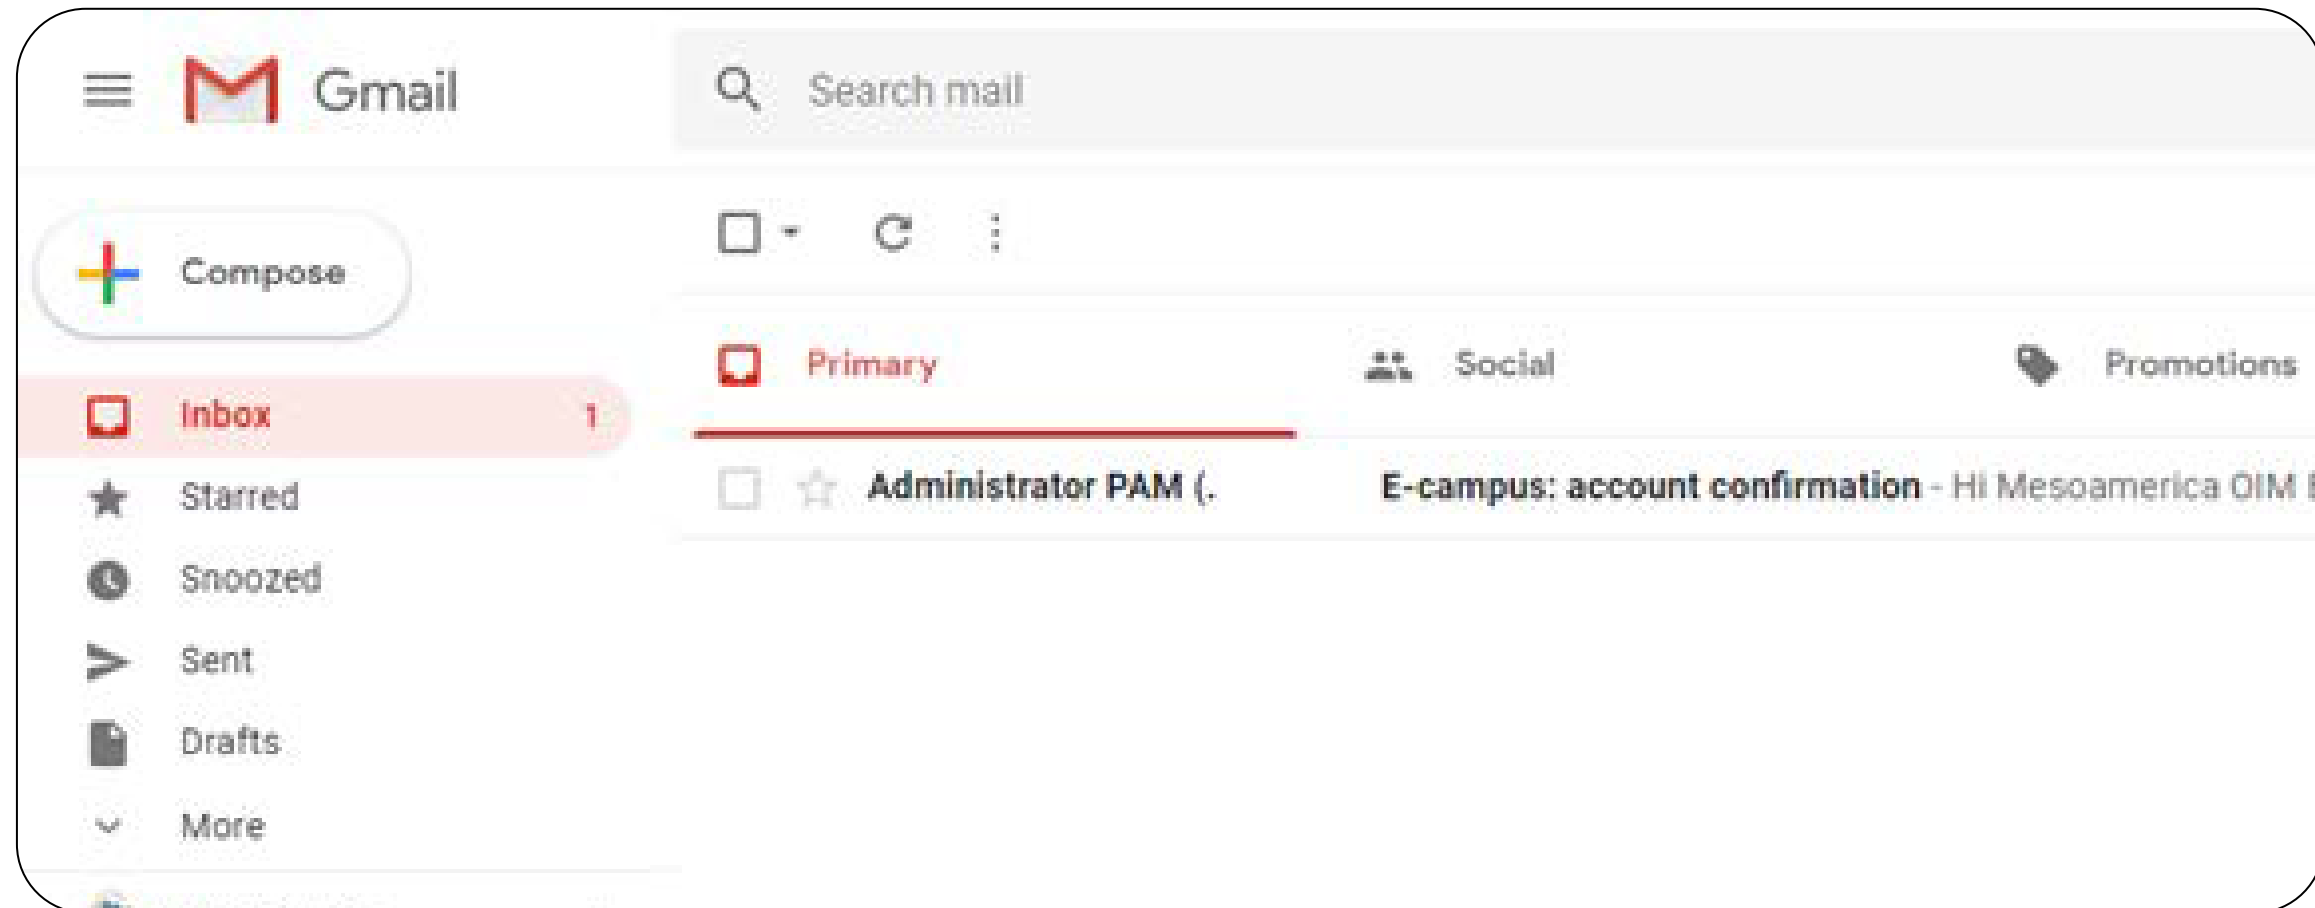 Gmail
Search mail
Compose
Primary
Social
Promotions
Inbox 1
Administrator PAM (. E-campus: account confirmation - Hi Mesoamerica OIM
Starred
Snoozed
Sent
Drafts
More